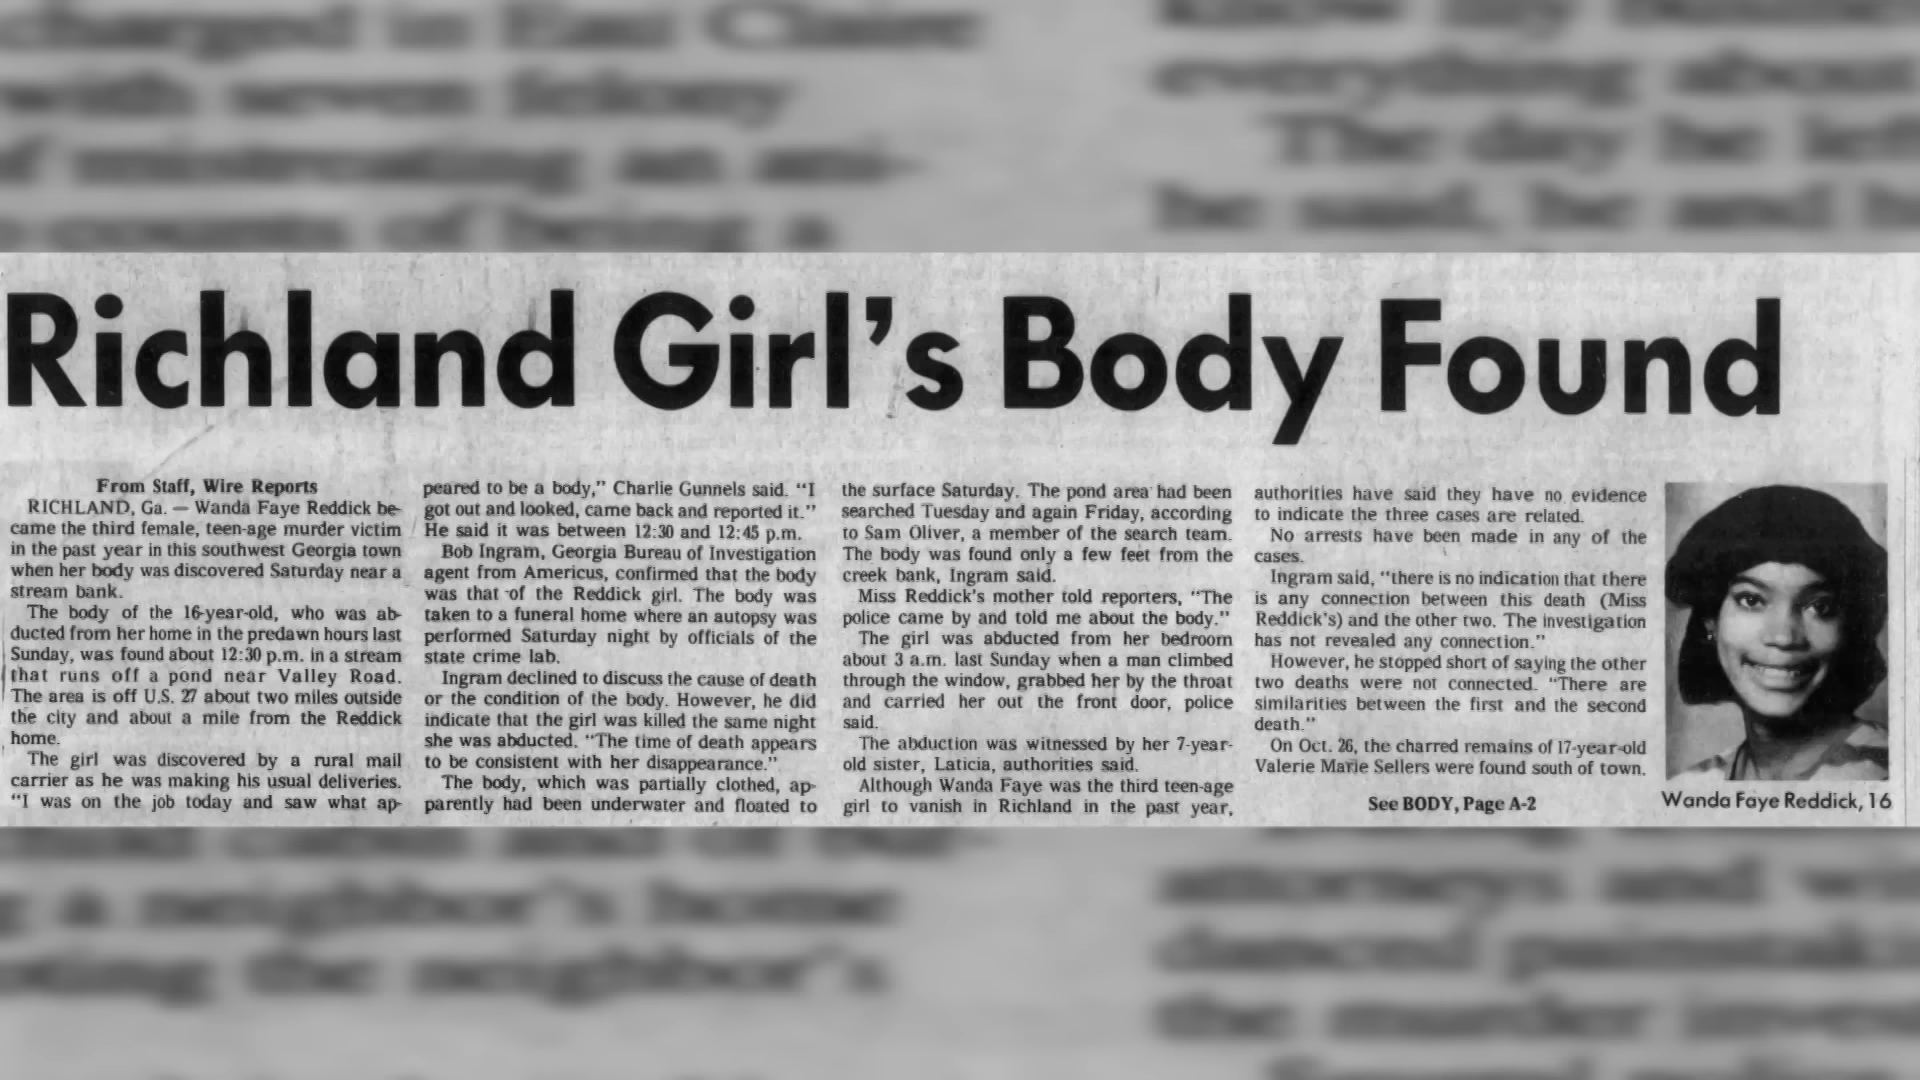 Richland Girl's Body Found
From Staff, Wire Reports
RICHLAND, Ga. — Wanda Faye Reddick be-
came the third female, teen-age murder victim
in the past year in this southwest Georgia town
when her body was discovered Saturday near a
stream bank.
The body of the 16-year-old, who was ab-
ducted from her home in the predawn hours last
Sunday, was found about 12:30 p.m. in a stream
that runs off a pond near Valley Road.
The area is off U.S. 27 about two miles outside
the city and about a mile from the Reddick
home.
The girl was discovered by a rural mail
carrier as he was making his usual deliveries.
"I was on the job today and saw what ap-
peared to be a body," Charlie Gunnels said. "I
got out and looked, came back and reported it."
He said it was between 12:30 and 12:45 p.m.
Bob Ingram, Georgia Bureau of Investigation
agent from Americus, confirmed that the body
was that of the Reddick girl. The body was
taken to a funeral home where an autopsy was
performed Saturday night by officials of the
state crime lab.
Ingram declined to discuss the cause of death
or the condition of the body. However, he did
indicate that the girl was killed the same night
she was abducted. "The time of death appears
to be consistent with her disappearance."
The body, which was partially clothed, ap-
parently had been underwater and floated to
the surface Saturday. The pond area had been
searched Tuesday and again Friday, according
to Sam Oliver, a member of the search team.
The body was found only a few feet from the
creek bank, Ingram said.
Miss Reddick's mother told reporters, "The
police came by and told me about the body."
The girl was abducted from her bedroom
about 3 a.m. last Sunday when a man climbed
through the window, grabbed her by the throat
and carried her out the front door, police
said.
The abduction was witnessed by her 7-year-
old sister, Laticia, authorities said.
Although Wanda Faye was the third teen-age
girl to vanish in Richland in the past year,
authorities have said they have no evidence
to indicate the three cases are related.
No arrests have been made in any of the
cases.
Ingram said, "there is no indication that there
is any connection between this death (Miss
Reddick's) and the other two. The investigation
has not revealed any connection."
However, he stopped short of saying the other
two deaths were not connected. "There are
similarities between the first and the second
death."
On Oct. 26, the charred remains of 17-year-old
Valerie Marie Sellers were found south of town.
See BODY, Page A-2
Wanda Faye Reddick, 16